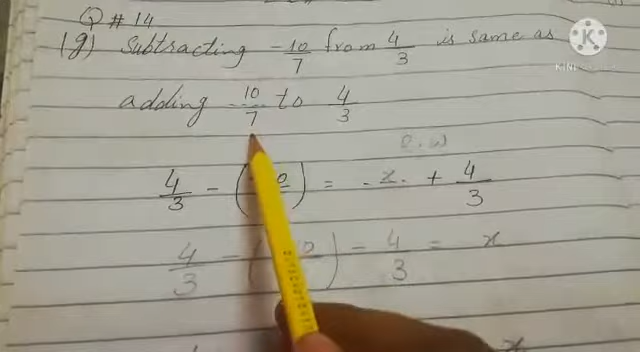 Q # 14
(g) Subtracting -10/7 from 4/3 is same as
adding 10/7 to 4/3
4/3 - ( ) = x + 4/3
4/3 - ( ) - 4/3 = x